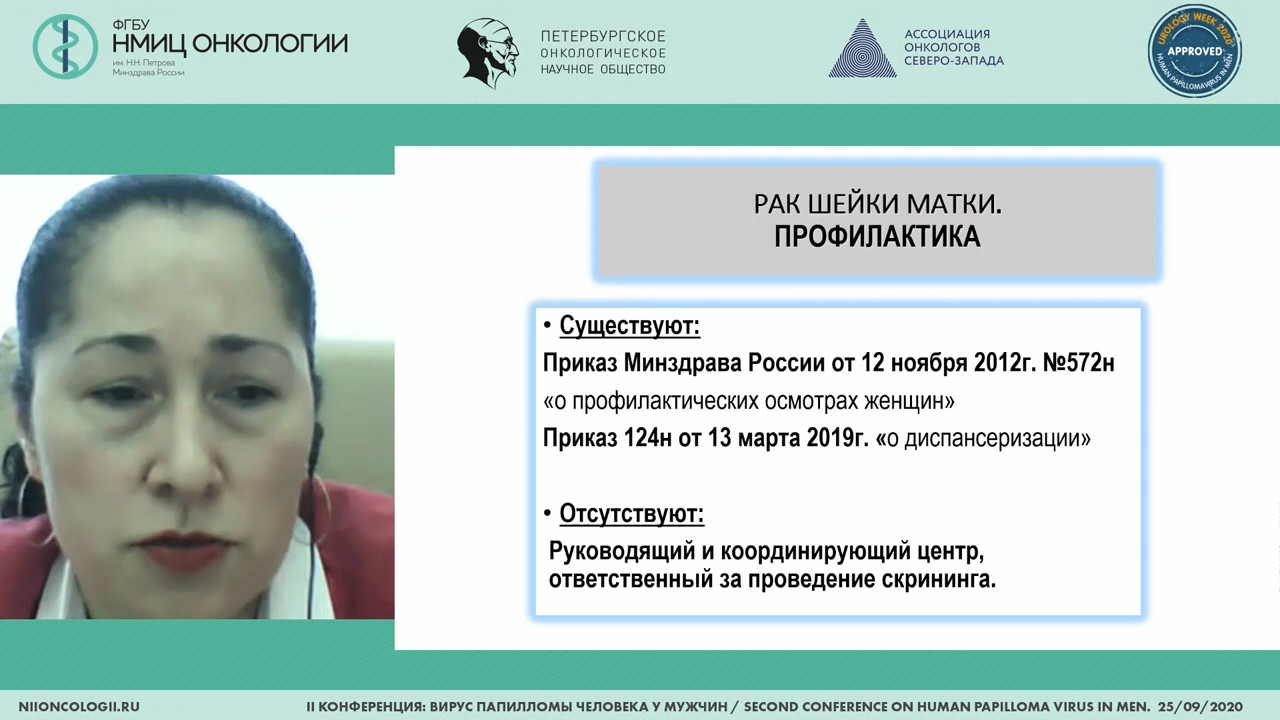 ФГБУ
НМИЦ ОНКОЛОГИИ
им. Н.Н. Петрова
Минздрава России
ПЕТЕРБУРГСКОЕ
ОНКОЛОГИЧЕСКОЕ
НАУЧНОЕ ОБЩЕСТВО
АССОЦИАЦИЯ
ОНКОЛОГОВ
СЕВЕРО-ЗАПАДА
UROLOGY WEEK 2020
APPROVED
HUMAN PAPILLOMAVIRUS IN MEN
РАК ШЕЙКИ МАТКИ.
ПРОФИЛАКТИКА
• Существуют:
Приказ Минздрава России от 12 ноября 2012г. №572н
«о профилактических осмотрах женщин»
Приказ 124н от 13 марта 2019г. «о диспансеризации»
• Отсутствуют:
Руководящий и координирующий центр,
ответственный за проведение скрининга.
NIIONCOLOGII.RU
II КОНФЕРЕНЦИЯ: ВИРУС ПАПИЛЛОМЫ ЧЕЛОВЕКА У МУЖЧИН / SECOND CONFERENCE ON HUMAN PAPILLOMA VIRUS IN MEN. 25/09/2020